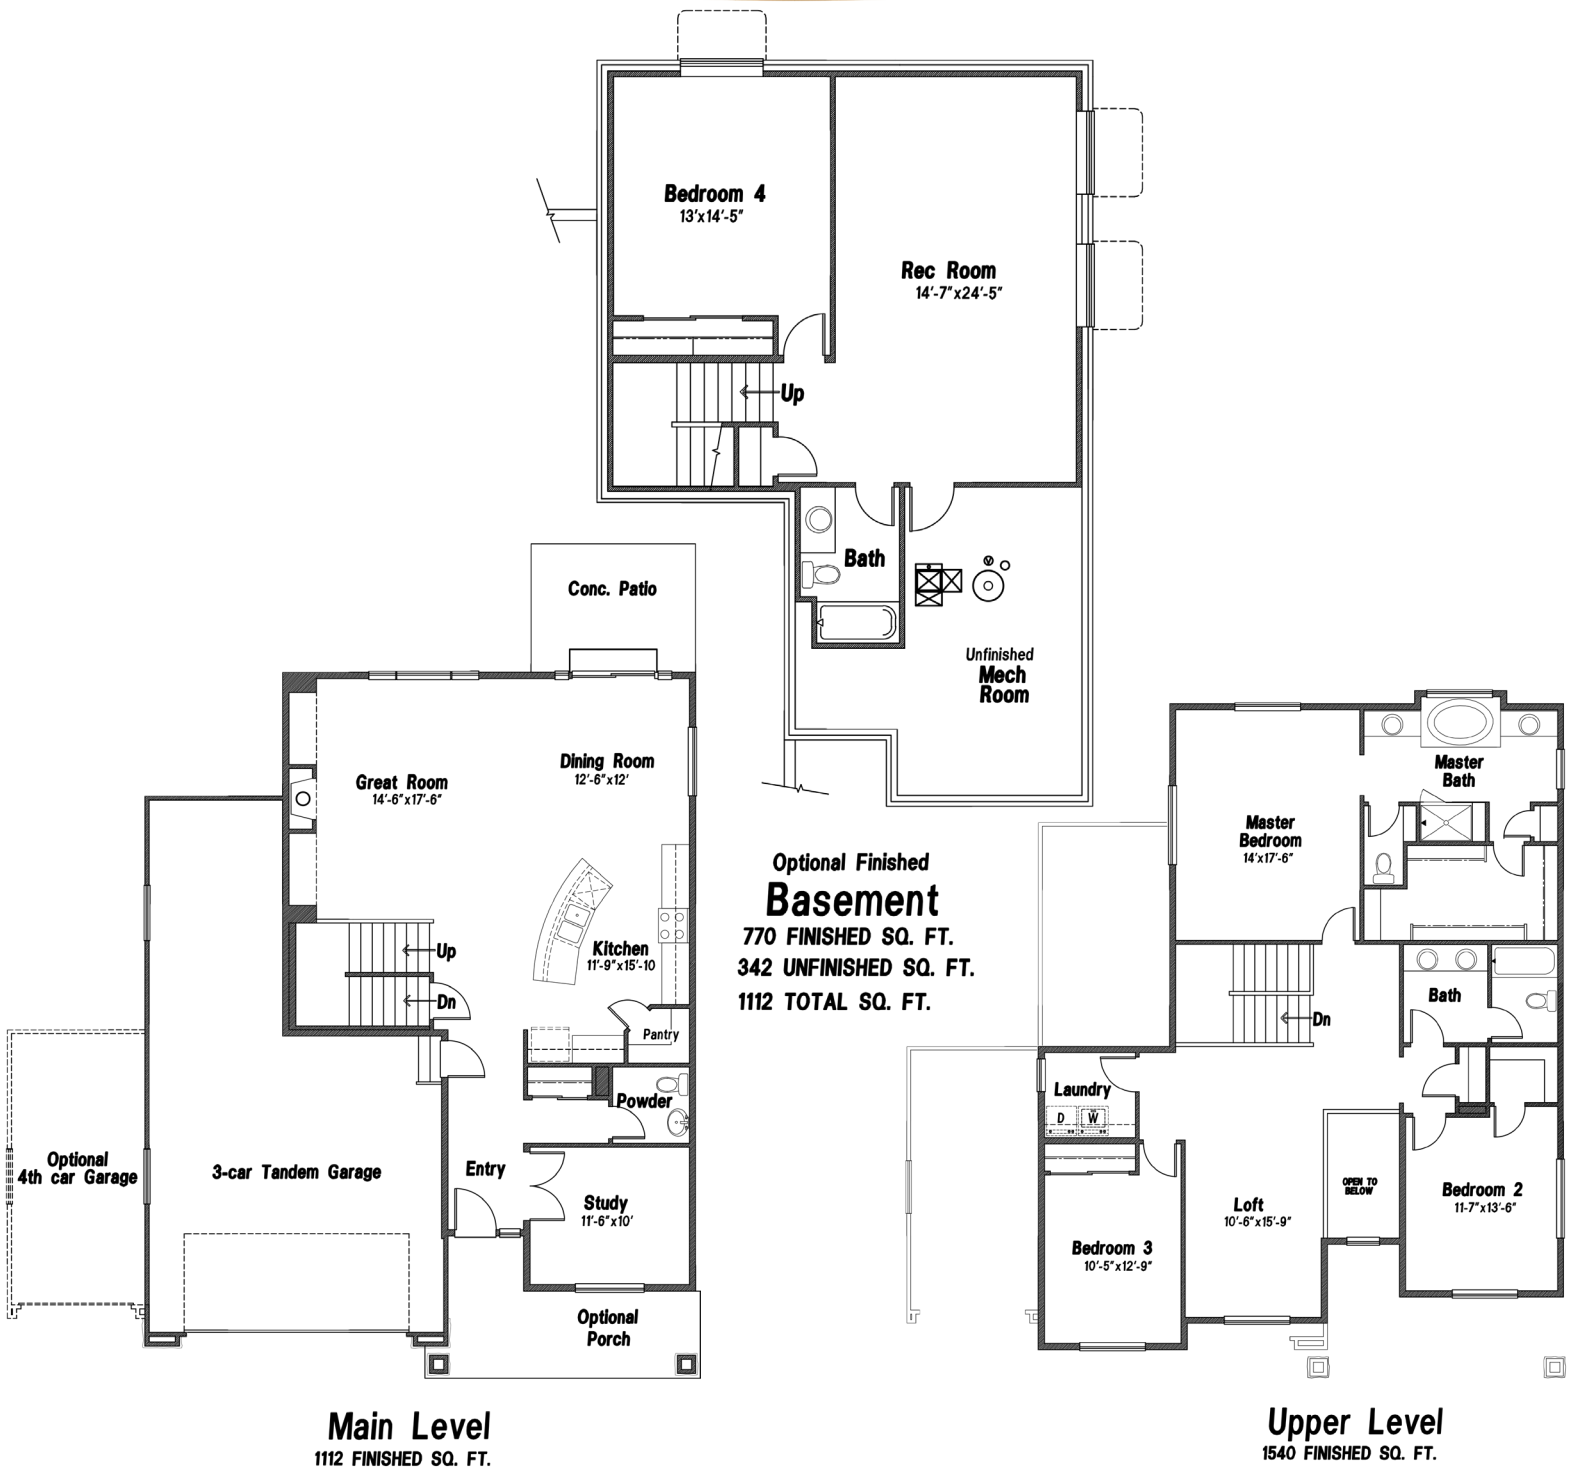 Bedroom 4
13'x14'-5"
Rec Room
14'-7"x24'-5"
Up
Bath
V
Unfinished
Mech
Room
Optional Finished
Basement
770 FINISHED SQ. FT.
342 UNFINISHED SQ. FT.
1112 TOTAL SQ. FT.
Conc. Patio
Great Room
14'-6"x17'-6"
Dining Room
12'-6"x12'
Kitchen
11'-9"x15'-10
Up
Dn
Pantry
Powder
Entry
Study
11'-6"x10'
Optional
4th car Garage
3-car Tandem Garage
Optional
Porch
Main Level
1112 FINISHED SQ. FT.
Master
Bath
Master
Bedroom
14'x17'-6"
Bath
Dn
Laundry
D
W
OPEN TO
BELOW
Bedroom 2
11-7"x13'-6"
Loft
10'-6"x15'-9"
Bedroom 3
10'-5"x12'-9"
Upper Level
1540 FINISHED SQ. FT.